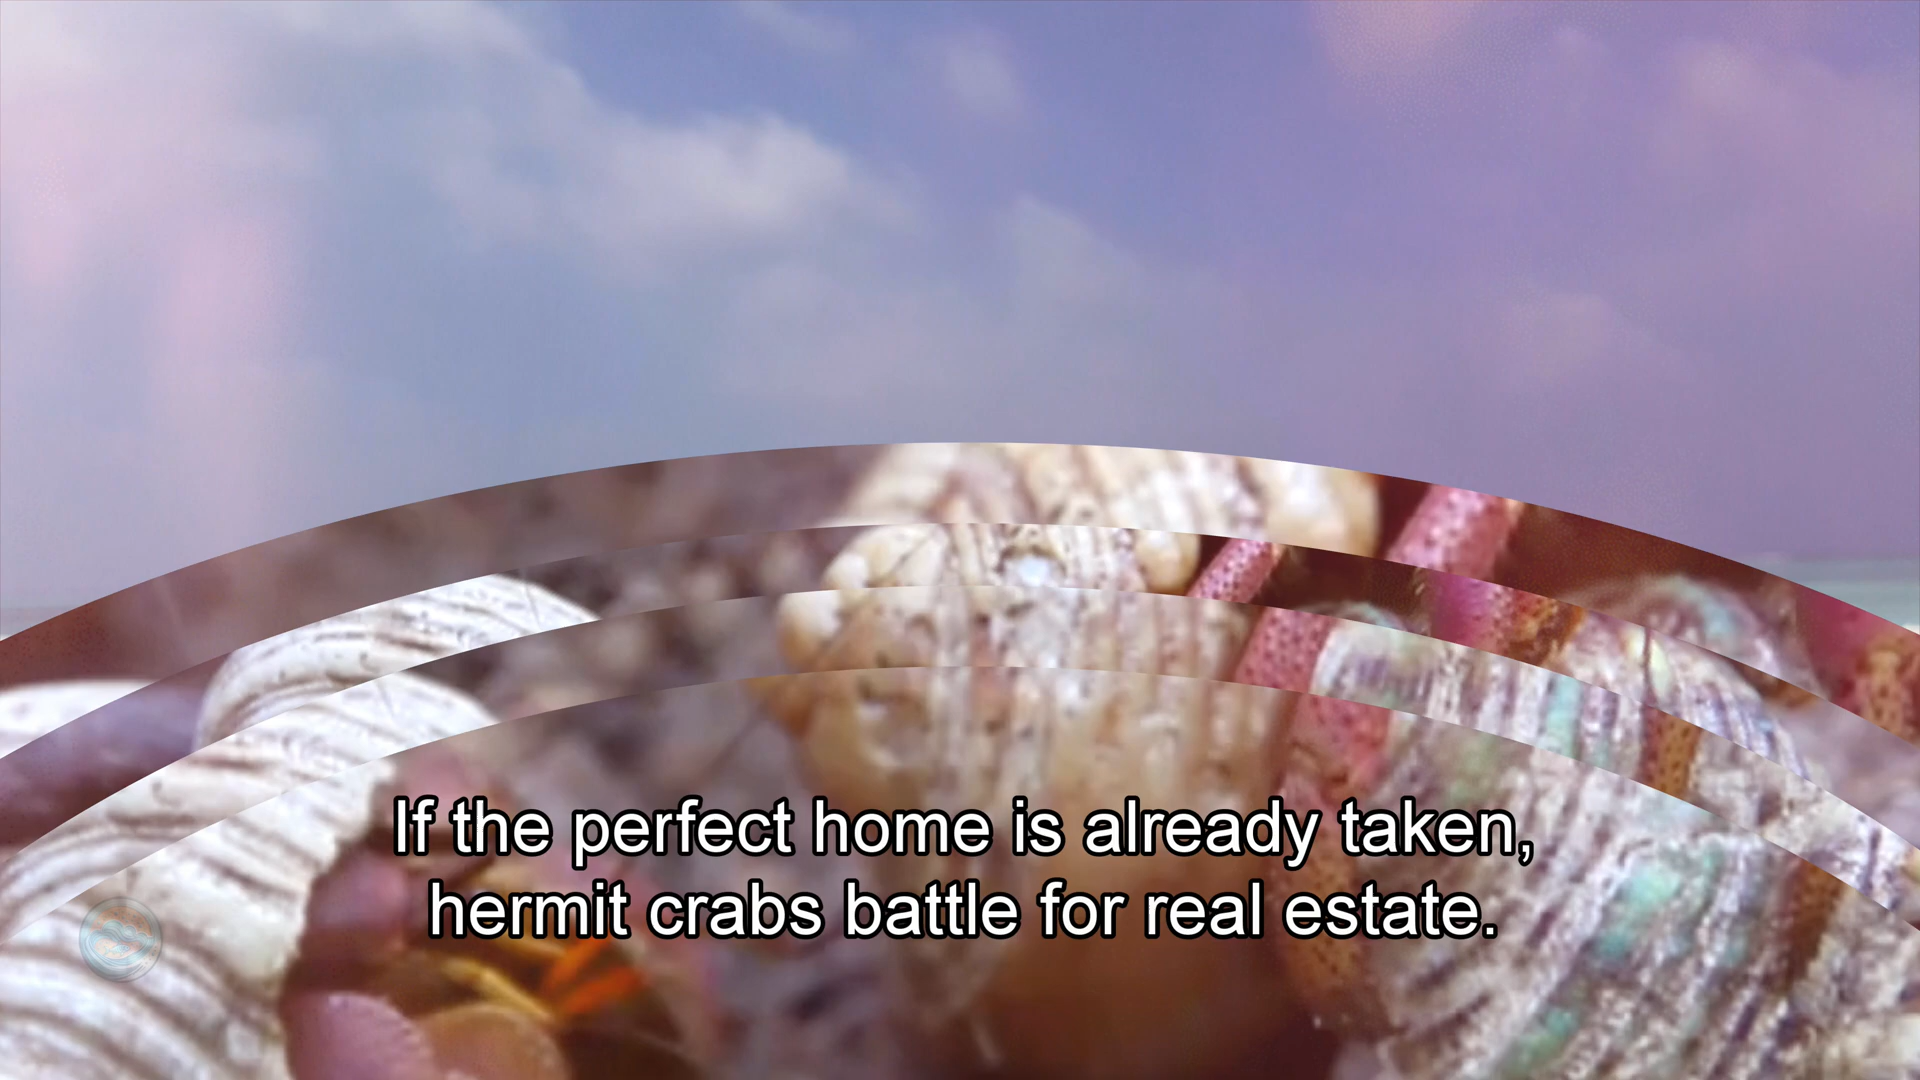 If the perfect home is already taken,
hermit crabs battle for real estate.